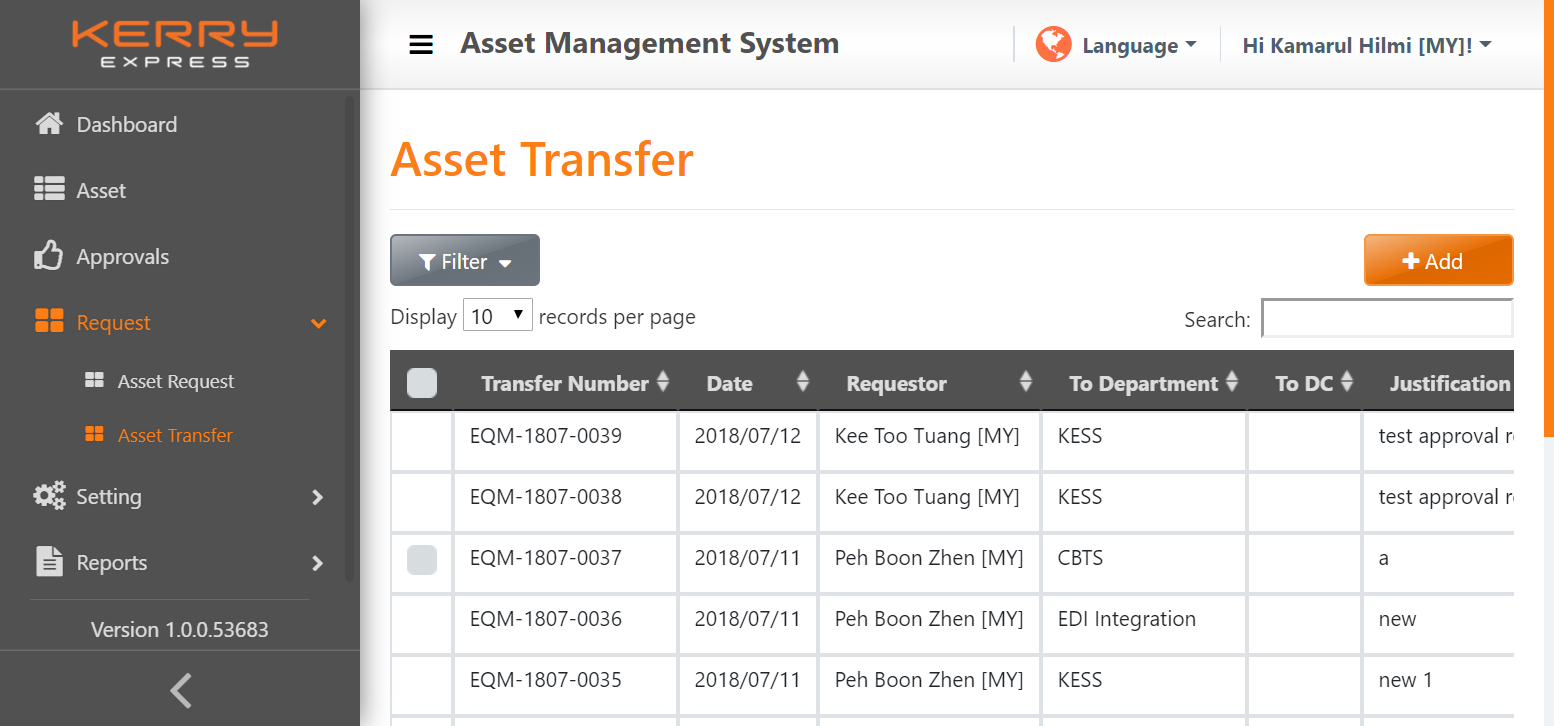 KERRY
EXPRESS
Asset Management System
Language
Hi Kamarul Hilmi [MY]!
Dashboard
Asset
Approvals
Request
Asset Request
Asset Transfer
Setting
Reports
Version 1.0.0.53683
Asset Transfer
Filter
Add
Display 10 records per page
Search:
Transfer Number Date Requestor To Department To DC Justification
EQM-1807-0039 2018/07/12 Kee Too Tuang [MY] KESS test approval
EQM-1807-0038 2018/07/12 Kee Too Tuang [MY] KESS test approval
EQM-1807-0037 2018/07/11 Peh Boon Zhen [MY] CBTS a
EQM-1807-0036 2018/07/11 Peh Boon Zhen [MY] EDI Integration new
EQM-1807-0035 2018/07/11 Peh Boon Zhen [MY] KESS new 1